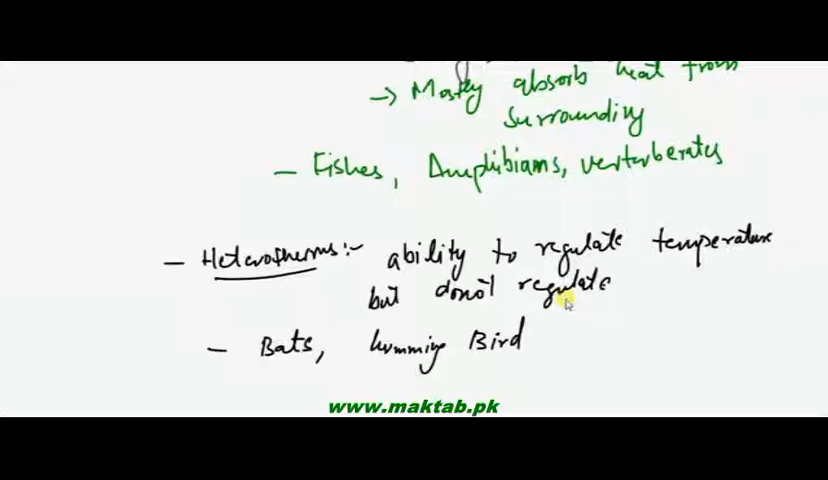 → Mostly absorb heat from
surrounding
– Fishes, Amphibians, verterberates
– Heterotherms:- ability to regulate temperature
but donot regulate
– Bats, humming Bird
www.maktab.pk